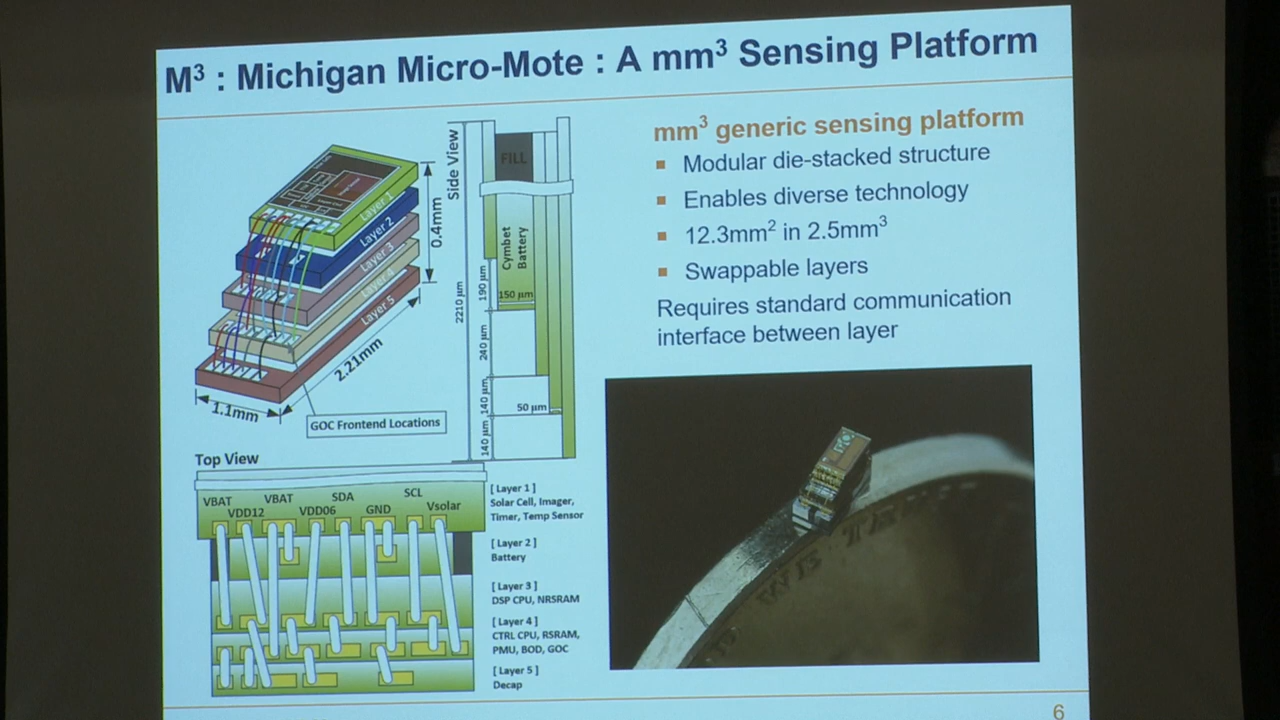 M³ : Michigan Micro-Mote : A mm³ Sensing Platform
mm³ generic sensing platform
Modular die-stacked structure
Enables diverse technology
12.3mm² in 2.5mm³
Swappable layers
Requires standard communication
interface between layer
Layer 1
Layer 2
Layer 3
Layer 4
Layer 5
0.4mm
2.21mm
1.1mm
GOC Frontend Locations
Side View
FILL
Cymbet
Battery
2210 µm
190 µm
150 µm
240 µm
140 µm
50 µm
140 µm
Top View
VBAT
VDD12
VBAT
VDD06
SDA
GND
SCL
Vsolar
[ Layer 1 ]
Solar Cell, Imager,
Timer, Temp Sensor
[ Layer 2 ]
Battery
[ Layer 3 ]
DSP CPU, NRSRAM
[ Layer 4 ]
CTRL CPU, RSRAM,
PMU, BOD, GOC
[ Layer 5 ]
Decap
6